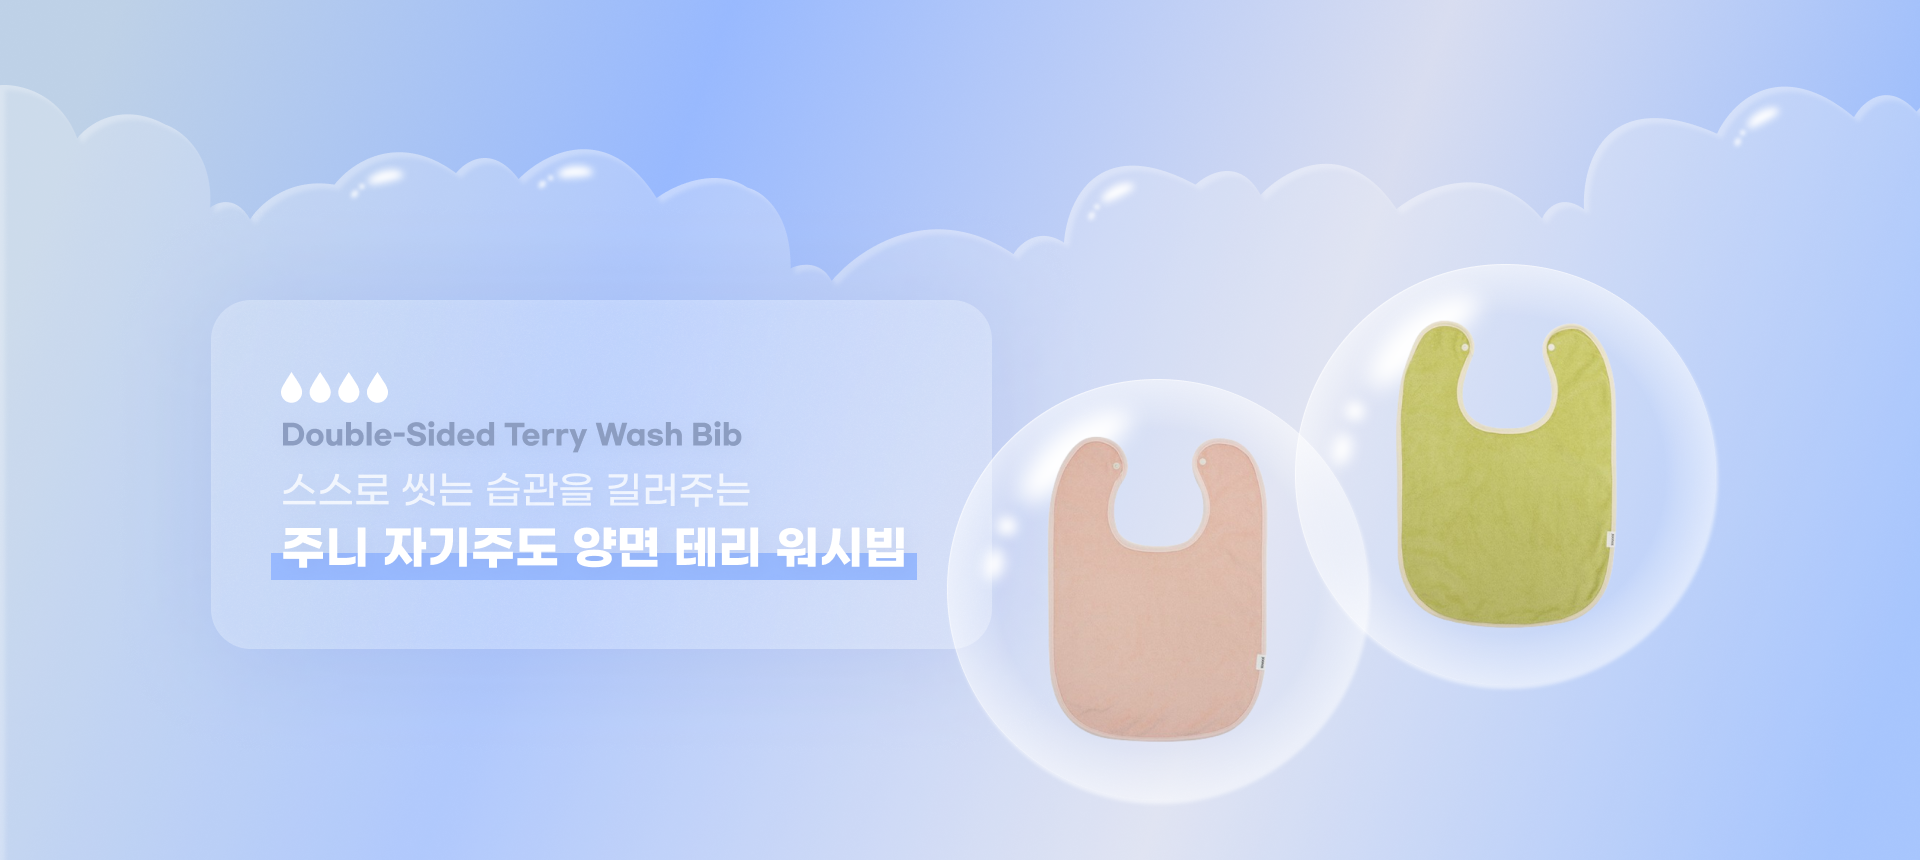 Double-Sided Terry Wash Bib
스스로 씻는 습관을 길러주는
주니 자기주도 양면 테리 워시빕